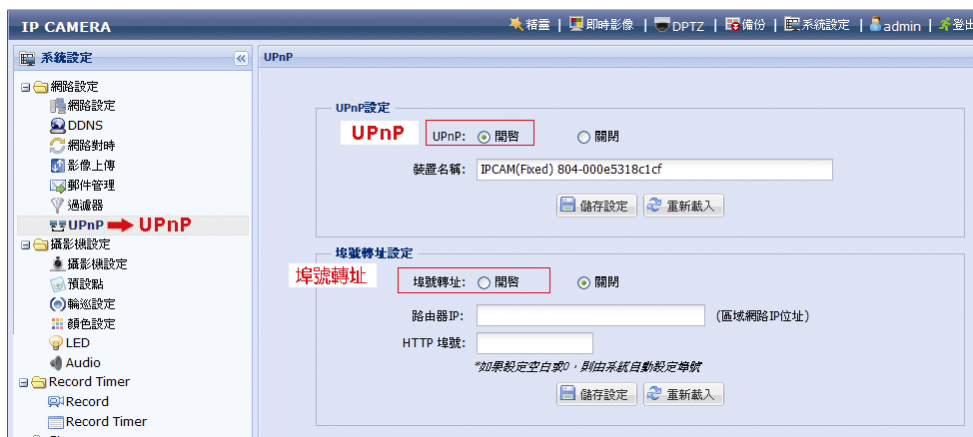 IP CAMERA
精靈 | 即時影像 | DPTZ | 備份 | 系統設定 | admin | 登出
系統設定
UPnP
網路設定
網路設定
DDNS
網路對時
影像上傳
郵件管理
過濾器
UPnP UPnP
攝影機設定
攝影機設定
預設點
輪巡設定
顏色設定
LED
Audio
Record Timer
Record
Record Timer
UPnP設定
UPnP UPnP: 開啓 關閉
裝置名稱: IPCAM(Fixed) 804-000e5318c1cf
儲存設定 重新載入
埠號轉址設定
埠號轉址 埠號轉址: 開啓 關閉
路由器IP: (區域網路IP位址)
HTTP 埠號:
*如果設定空白或0，則由系統自動設定埠號
儲存設定 重新載入